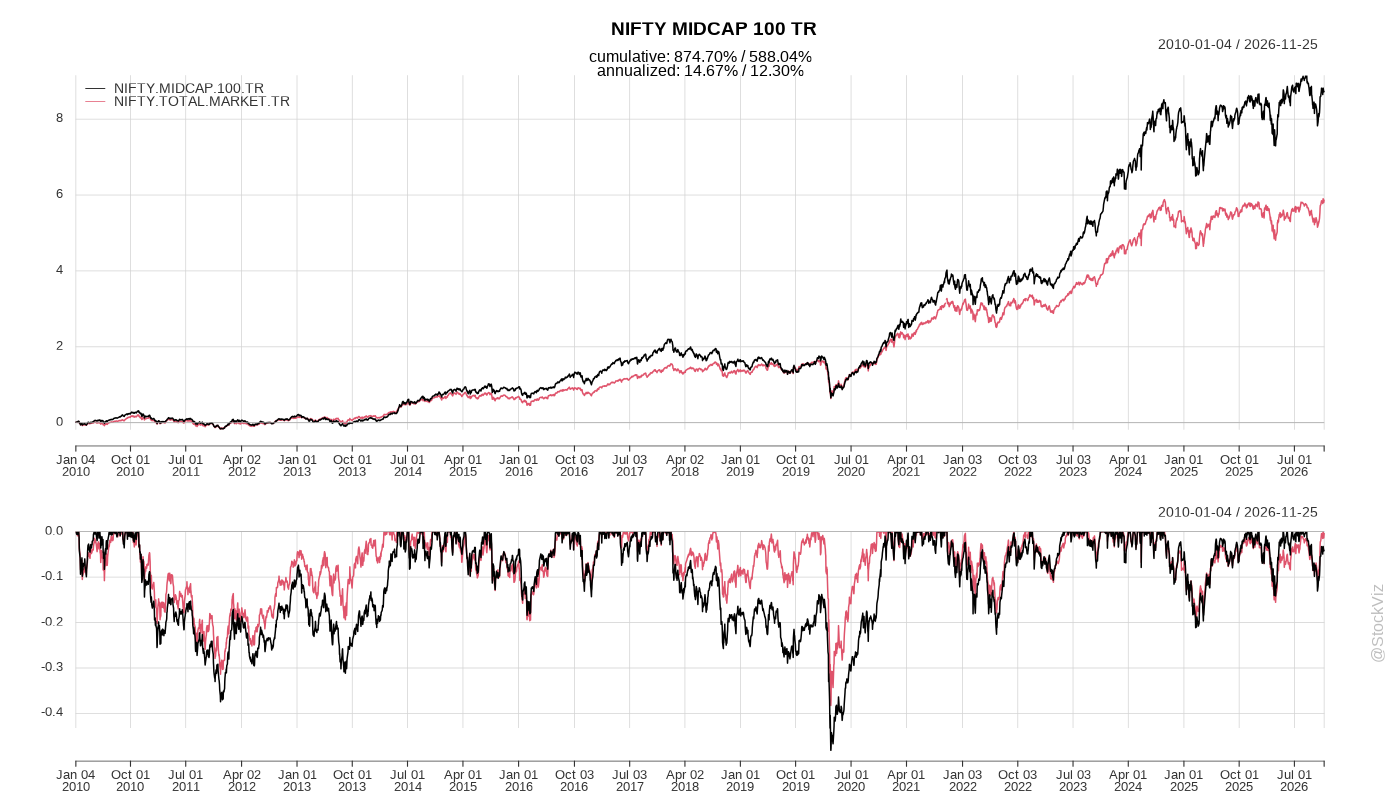 NIFTY MIDCAP 100 TR
2010-01-04 / 2026-11-25
cumulative: 874.70% / 588.04%
annualized: 14.67% / 12.30%
NIFTY.MIDCAP.100.TR
NIFTY.TOTAL.MARKET.TR
8
6
4
2
0
Jan 04 Oct 01 Jul 01 Apr 02 Jan 01 Oct 01 Jul 01 Apr 01 Jan 01 Oct 03 Jul 03 Apr 02 Jan 01 Oct 01 Jul 01 Apr 01 Jan 03 Oct 03 Jul 03 Apr 01 Jan 01 Oct 01 Jul 01
2010 2010 2011 2012 2013 2013 2014 2015 2016 2016 2017 2018 2019 2019 2020 2021 2022 2022 2023 2024 2025 2025 2026
2010-01-04 / 2026-11-25
0.0
-0.1
-0.2
-0.3
-0.4
Jan 04 Oct 01 Jul 01 Apr 02 Jan 01 Oct 01 Jul 01 Apr 01 Jan 01 Oct 03 Jul 03 Apr 02 Jan 01 Oct 01 Jul 01 Apr 01 Jan 03 Oct 03 Jul 03 Apr 01 Jan 01 Oct 01 Jul 01
2010 2010 2011 2012 2013 2013 2014 2015 2016 2016 2017 2018 2019 2019 2020 2021 2022 2022 2023 2024 2025 2025 2026
@StockViz